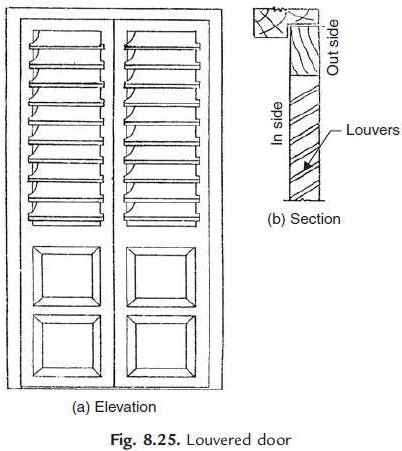 Out side
In side
Louvers
(b) Section
(a) Elevation
Fig. 8.25. Louvered door